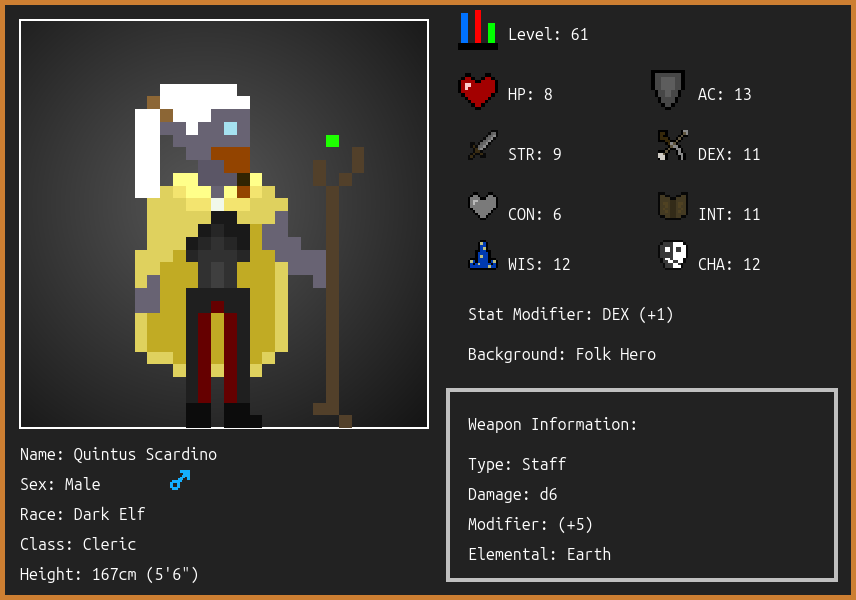 Level: 61
HP: 8
AC: 13
STR: 9
DEX: 11
CON: 6
INT: 11
WIS: 12
CHA: 12
Stat Modifier: DEX (+1)
Background: Folk Hero
Weapon Information:
Type: Staff
Damage: d6
Modifier: (+5)
Elemental: Earth
Name: Quintus Scardino
Sex: Male
Race: Dark Elf
Class: Cleric
Height: 167cm (5'6")